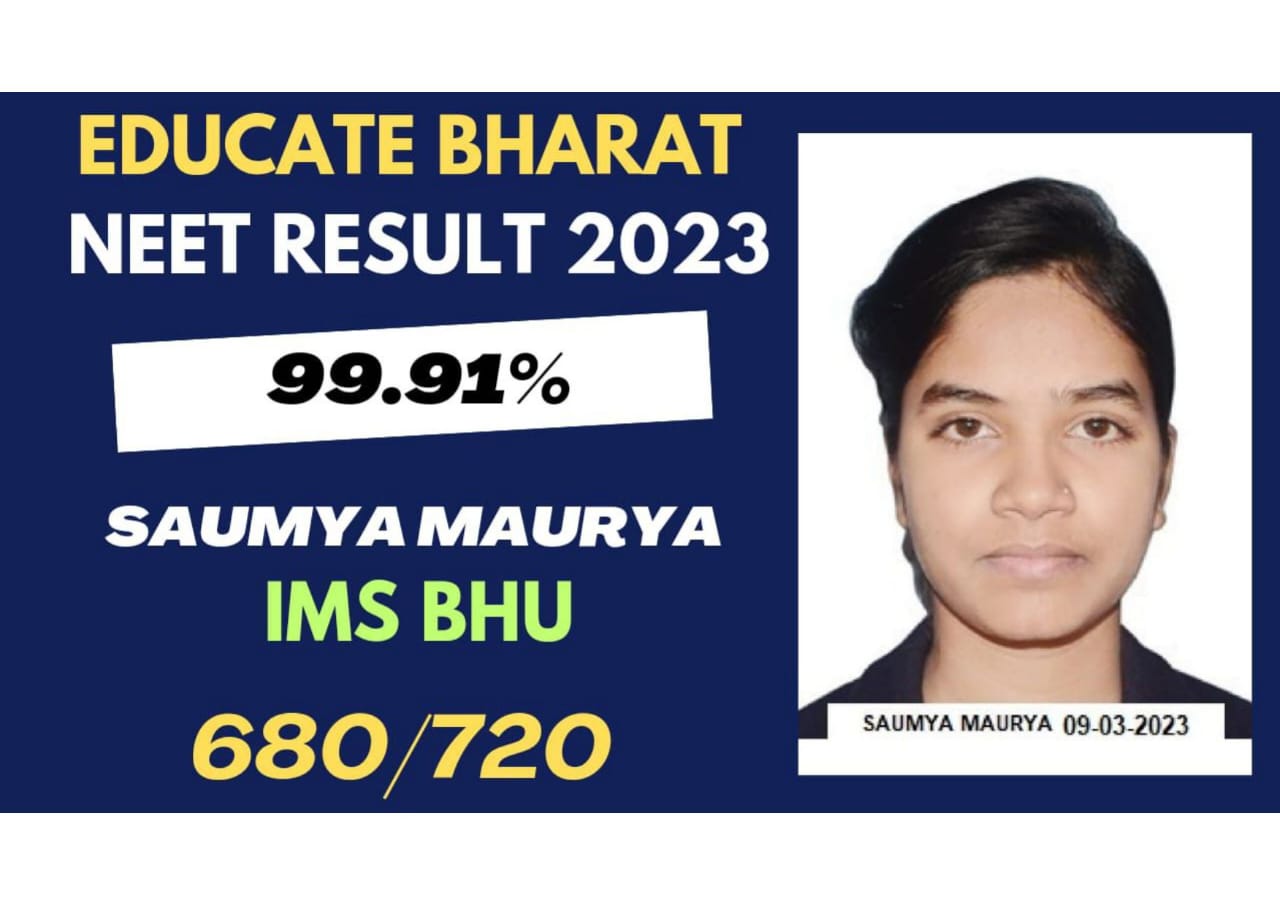 EDUCATE BHARAT
NEET RESULT 2023
99.91%
SAUMYA MAURYA
IMS BHU
680/720
SAUMYA MAURYA 09-03-2023